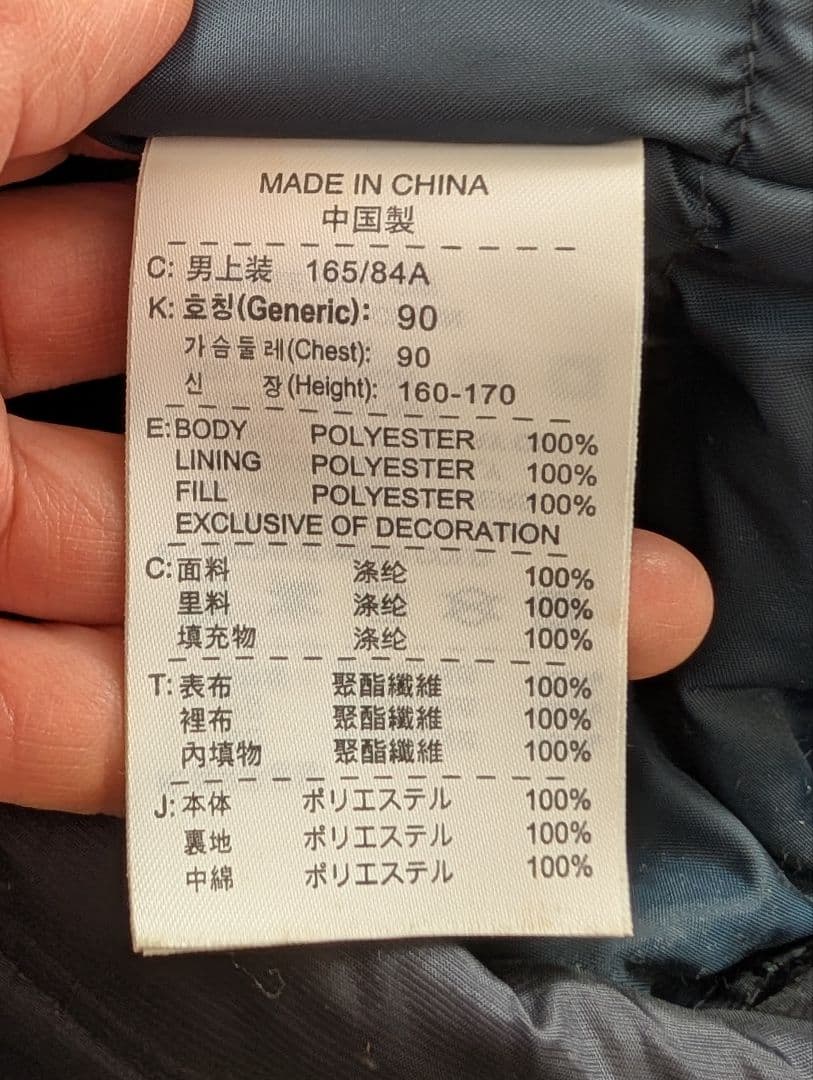 MADE IN CHINA
中国製
C: 男上装 165/84A
K: 호칭(Generic): 90
가슴둘레(Chest): 90
신 장(Height): 160-170
E: BODY POLYESTER 100%
LINING POLYESTER 100%
FILL POLYESTER 100%
EXCLUSIVE OF DECORATION
C: 面料 涤纶 100%
里料 涤纶 100%
填充物 涤纶 100%
T: 表布 聚酯纖維 100%
裡布 聚酯纖維 100%
內填物 聚酯纖維 100%
J: 本体 ポリエステル 100%
裏地 ポリエステル 100%
中綿 ポリエステル 100%